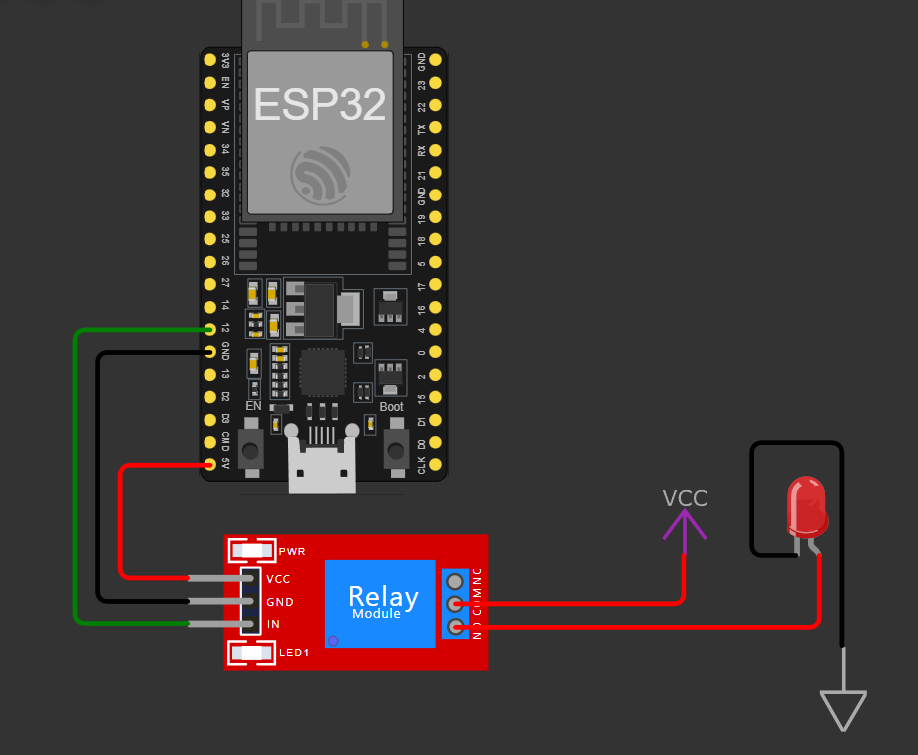 ESP32
3V3
EN
VP
VN
34
35
32
33
25
26
27
14
12
GND
13
D2
D3
CMD
5V
GND
23
22
TX
RX
21
GND
19
18
5
17
16
4
0
2
15
D1
D0
CLK
EN
Boot
VCC
PWR
VCC
GND
IN
LED1
Relay
Module
NO COM NC